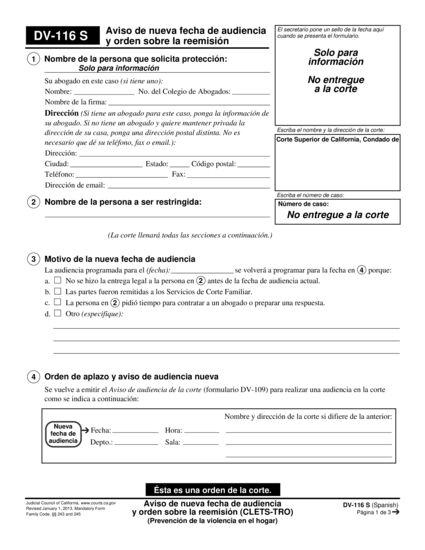 DV-116 S
Aviso de nueva fecha de audiencia
y orden sobre la reemisión
El secretario pone un sello de la fecha aquí
cuando se presenta el formulario.
Solo para
información
No entregue
a la corte
1 Nombre de la persona que solicita protección:
Solo para información
Su abogado en este caso (si tiene uno):
Nombre: No. del Colegio de Abogados:
Nombre de la firma:
Dirección (Si tiene un abogado para este caso, ponga la información de
su abogado. Si no tiene un abogado y quiere mantener privada la
dirección de su casa, ponga una dirección postal distinta. No es
necesario que dé su teléfono, fax o email.):
Dirección:
Ciudad: Estado: Código postal:
Teléfono: Fax:
Dirección de email:
Escriba el nombre y la dirección de la corte:
Corte Superior de California, Condado de
Escriba el número de caso:
Número de caso:
No entregue a la corte
2 Nombre de la persona a ser restringida:
(La corte llenará todas las secciones a continuación.)
3 Motivo de la nueva fecha de audiencia
La audiencia programada para el (fecha): se volverá a programar para la fecha en 4 porque:
a. No se hizo la entrega legal a la persona en 2 antes de la fecha de audiencia actual.
b. Las partes fueron remitidas a los Servicios de Corte Familiar.
c. La persona en 2 pidió tiempo para contratar a un abogado o preparar una respuesta.
d. Otro (especifique):
4 Orden de aplazo y aviso de audiencia nueva
Se vuelve a emitir el Aviso de audiencia de la corte (formulario DV-109) para realizar una audiencia en la corte
como se indica a continuación:
Nombre y dirección de la corte si difiere de la anterior:
Nueva
fecha de
audiencia
Fecha: Hora:
Depto.: Sala:
Ésta es una orden de la corte.
Judicial Council of California, www.courts.ca.gov
Revised January 1, 2013, Mandatory Form
Family Code, §§ 243 and 245
Aviso de nueva fecha de audiencia
y orden sobre la reemisión (CLETS-TRO)
(Prevención de la violencia en el hogar)
DV-116 S (Spanish)
Página 1 de 3